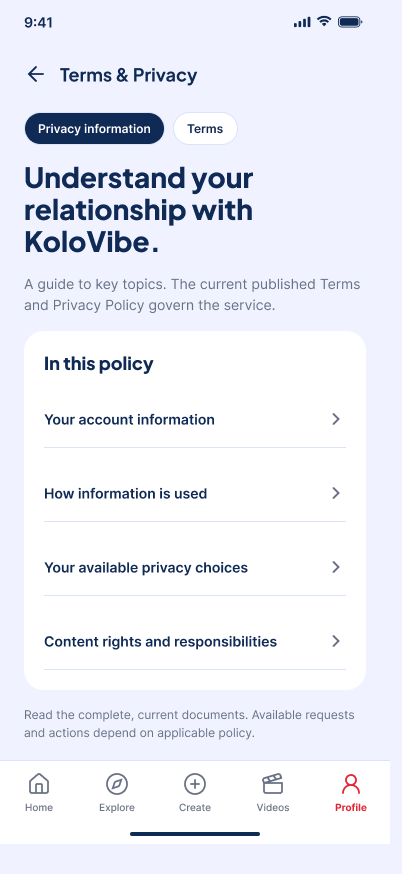 9:41
Terms & Privacy
Privacy information
Terms
Understand your
relationship with
KoloVibe.
A guide to key topics. The current published Terms
and Privacy Policy govern the service.
In this policy
Your account information
How information is used
Your available privacy choices
Content rights and responsibilities
Read the complete, current documents. Available requests
and actions depend on applicable policy.
Home
Explore
Create
Videos
Profile